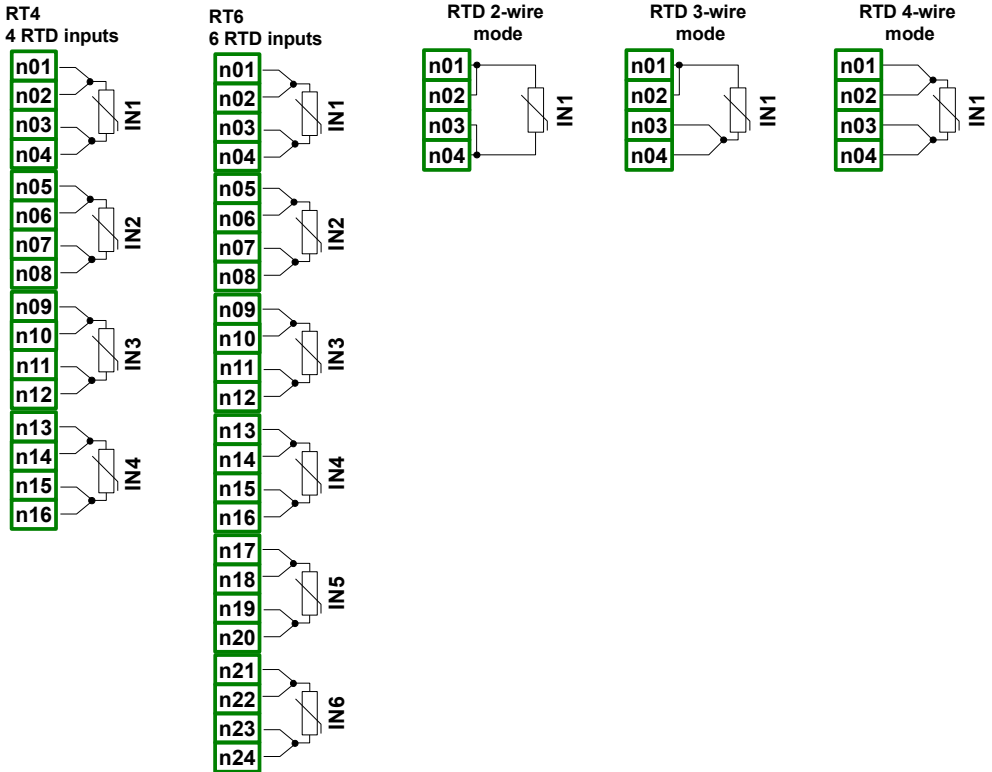 RT4
4 RTD inputs
n01
n02
n03
n04
IN1
n05
n06
n07
n08
IN2
n09
n10
n11
n12
IN3
n13
n14
n15
n16
IN4
RT6
6 RTD inputs
n01
n02
n03
n04
IN1
n05
n06
n07
n08
IN2
n09
n10
n11
n12
IN3
n13
n14
n15
n16
IN4
n17
n18
n19
n20
IN5
n21
n22
n23
n24
IN6
RTD 2-wire
mode
n01
n02
n03
n04
IN1
RTD 3-wire
mode
n01
n02
n03
n04
IN1
RTD 4-wire
mode
n01
n02
n03
n04
IN1